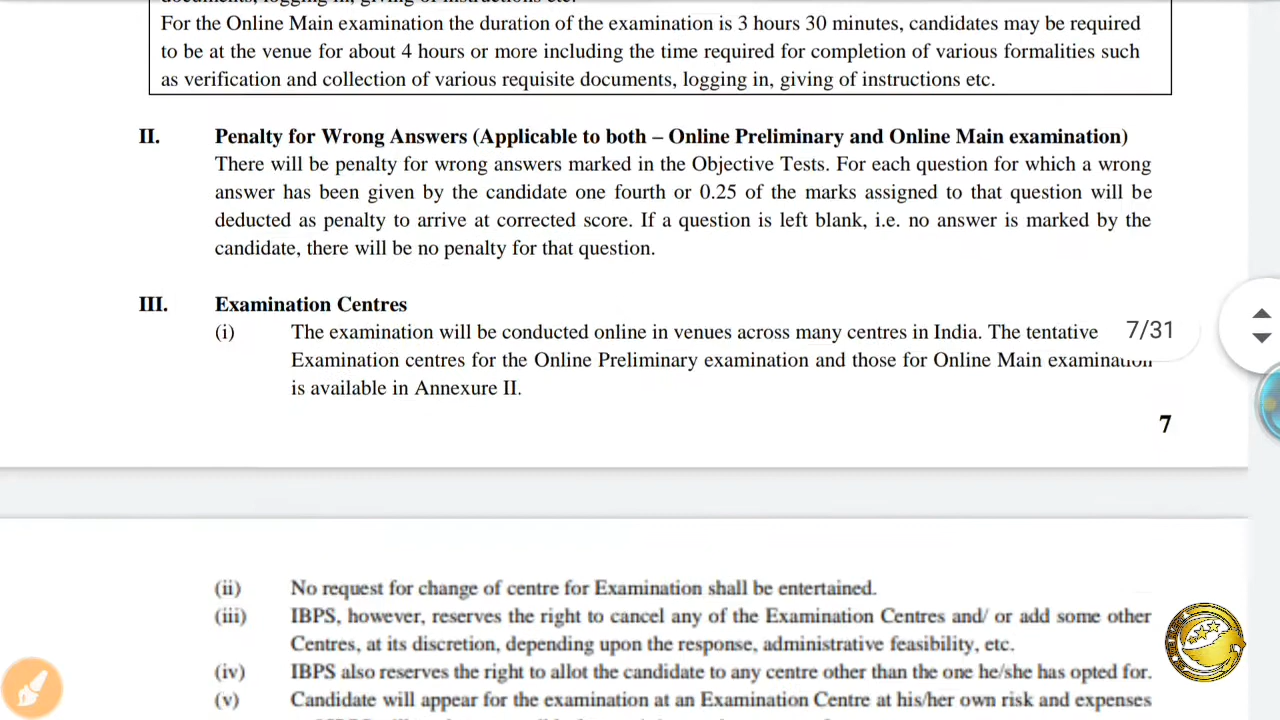 For the Online Main examination the duration of the examination is 3 hours 30 minutes, candidates may be required
to be at the venue for about 4 hours or more including the time required for completion of various formalities such
as verification and collection of various requisite documents, logging in, giving of instructions etc.
II. Penalty for Wrong Answers (Applicable to both – Online Preliminary and Online Main examination)
There will be penalty for wrong answers marked in the Objective Tests. For each question for which a wrong
answer has been given by the candidate one fourth or 0.25 of the marks assigned to that question will be
deducted as penalty to arrive at corrected score. If a question is left blank, i.e. no answer is marked by the
candidate, there will be no penalty for that question.
III. Examination Centres
(i) The examination will be conducted online in venues across many centres in India. The tentative
7/31
Examination centres for the Online Preliminary examination and those for Online Main examination
is available in Annexure II.
7
(ii) No request for change of centre for Examination shall be entertained.
(iii) IBPS, however, reserves the right to cancel any of the Examination Centres and/ or add some other
Centres, at its discretion, depending upon the response, administrative feasibility, etc.
(iv) IBPS also reserves the right to allot the candidate to any centre other than the one he/she has opted for.
(v) Candidate will appear for the examination at an Examination Centre at his/her own risk and expenses